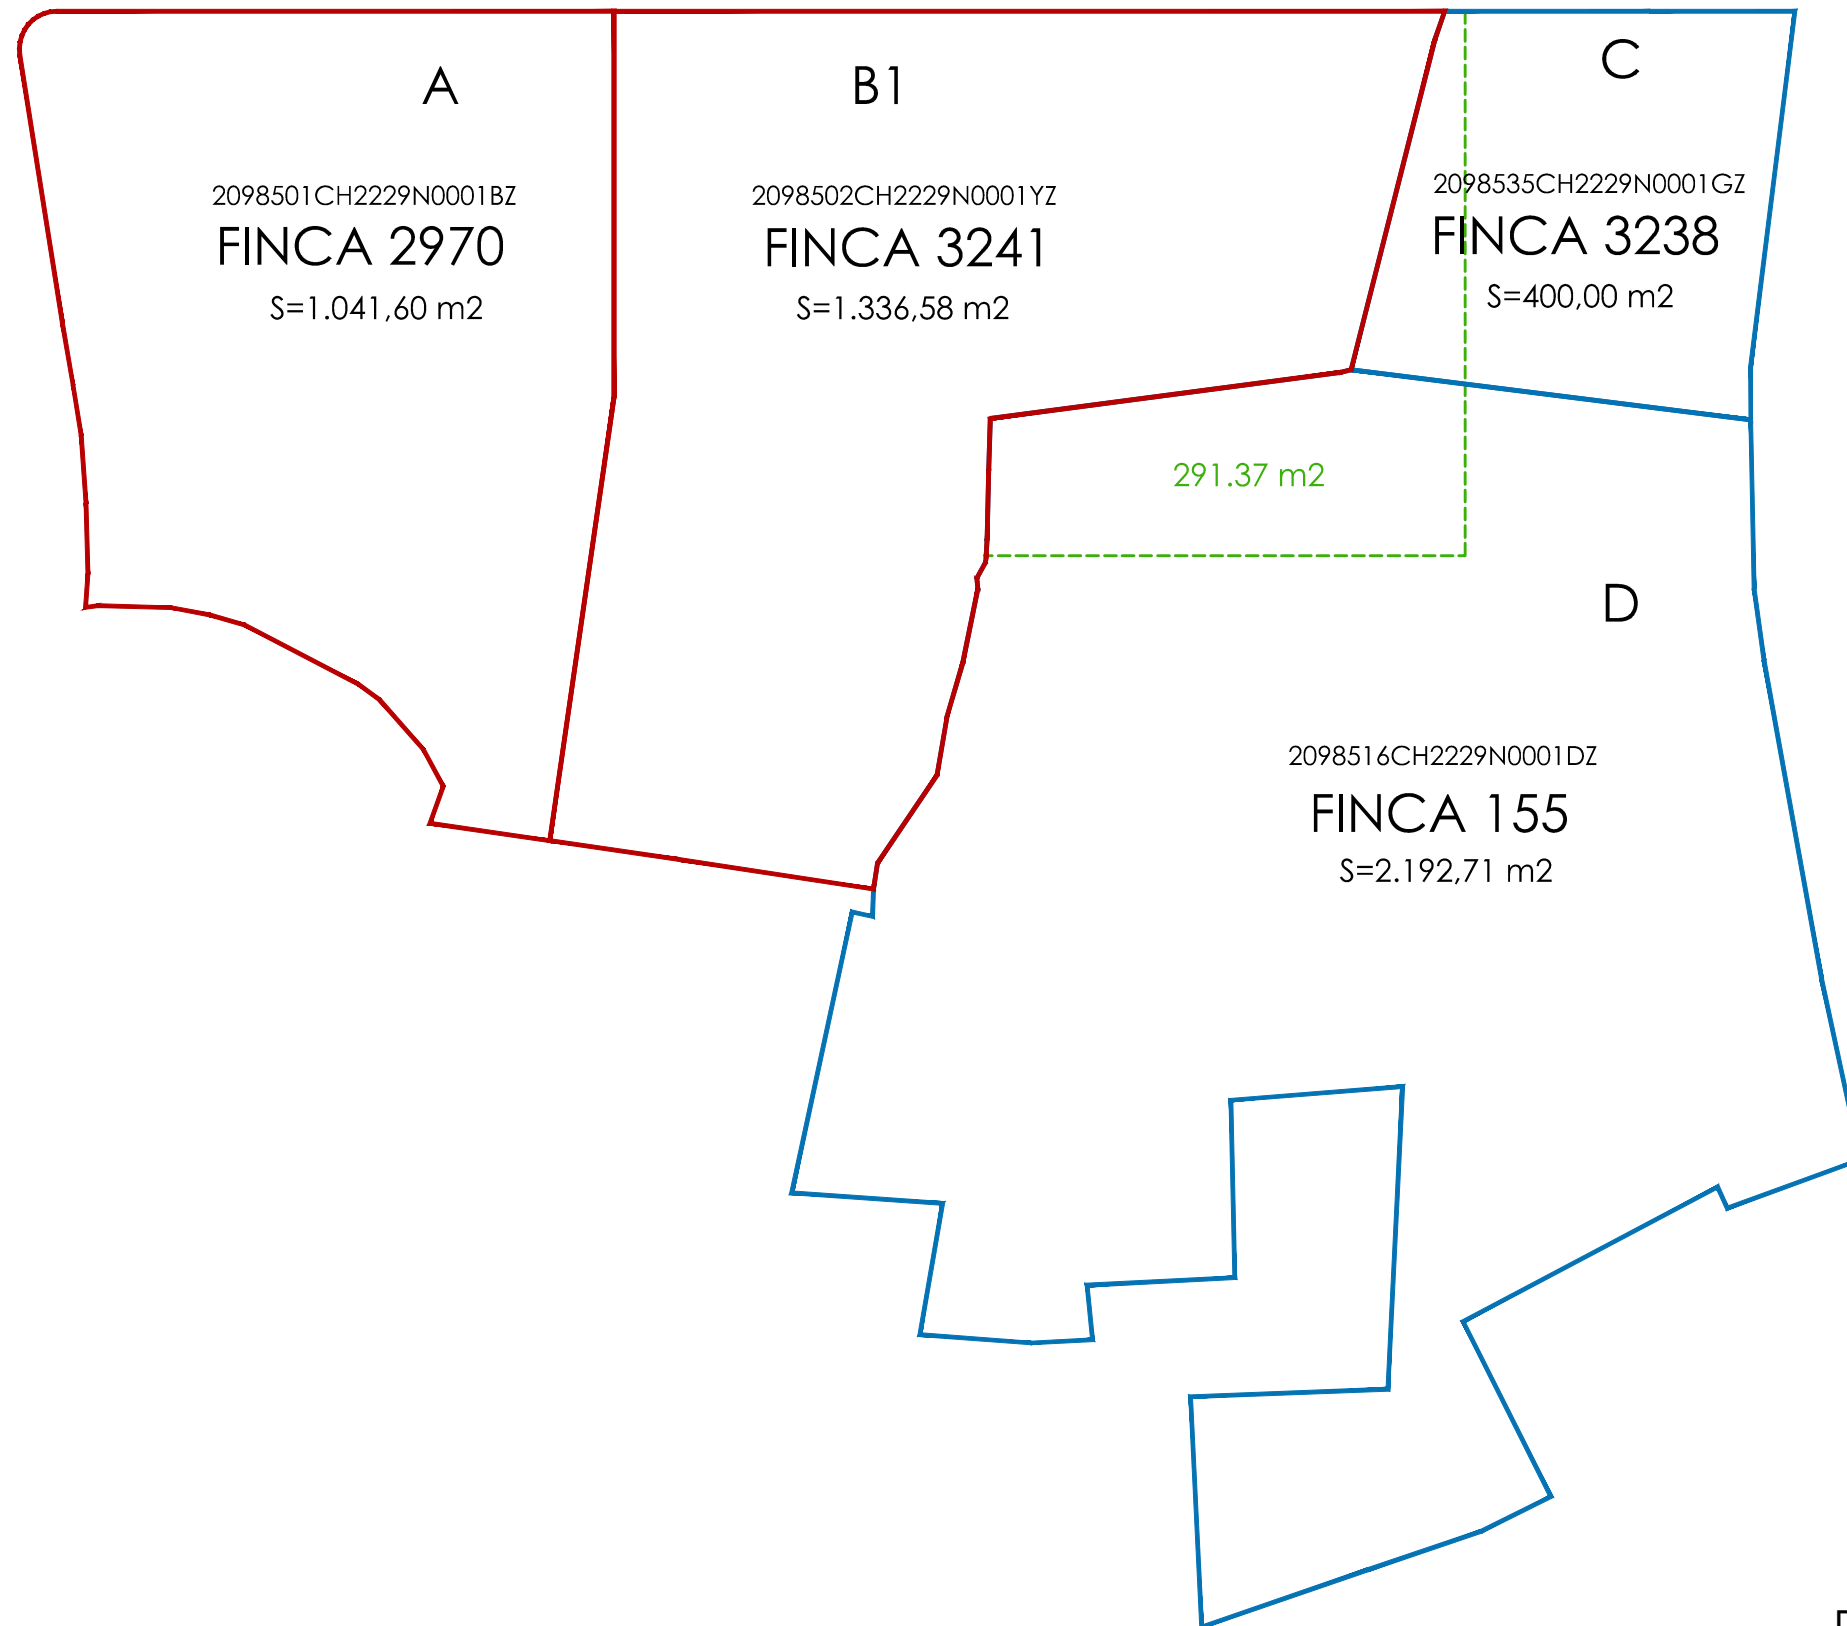 A
2098501CH2229N0001BZ
FINCA 2970
S=1.041,60 m2
B1
2098502CH2229N0001YZ
FINCA 3241
S=1.336,58 m2
C
2098535CH2229N0001GZ
FINCA 3238
S=400,00 m2
291.37 m2
D
2098516CH2229N0001DZ
FINCA 155
S=2.192,71 m2